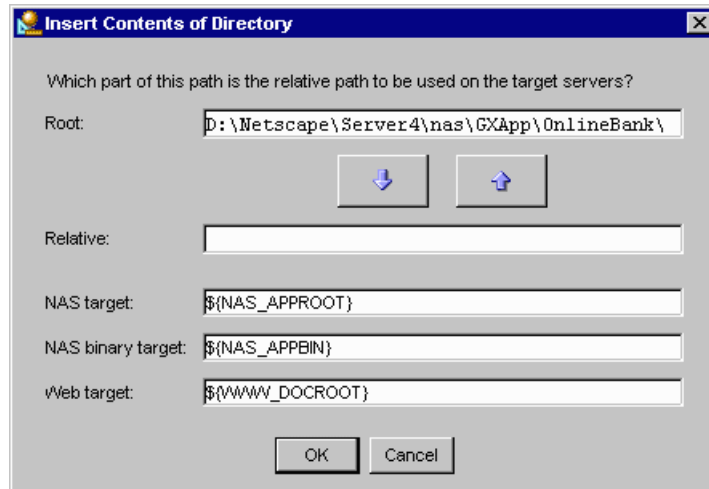 Insert Contents of Directory
Which part of this path is the relative path to be used on the target servers?
Root: D:\Netscape\Server4\nas\GXApp\OnlineBank\
Relative:
NAS target: ${NAS_APPROOT}
NAS binary target: ${NAS_APPBIN}
Web target: ${WWW_DOCROOT}
OK Cancel